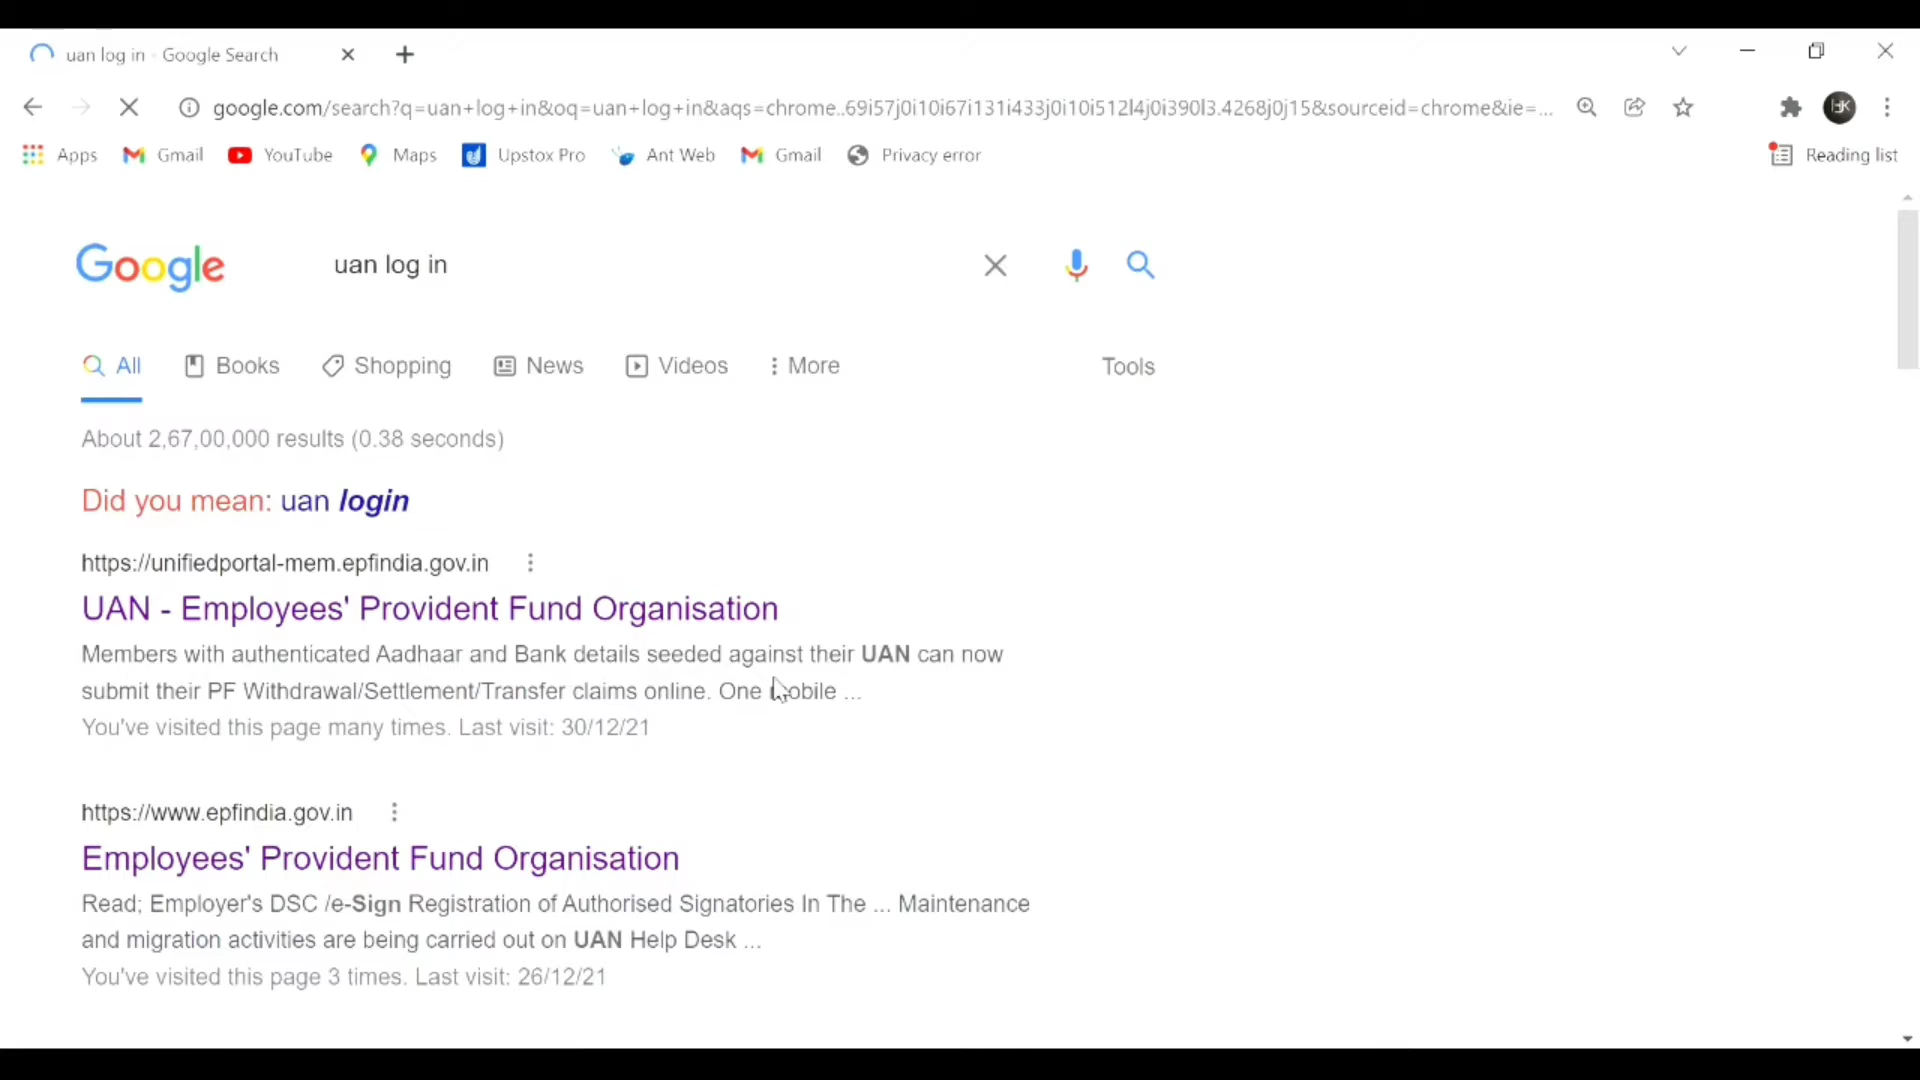 uan log in - Google Search
google.com/search?q=uan+log+in&oq=uan+log+in&aqs=chrome..69i57j0i10i67i131i433j0i10i512l4j0i390l3.4268j0j15&sourceid=chrome&ie=...
Apps Gmail YouTube Maps Upstox Pro Ant Web Gmail Privacy error Reading list
Google uan log in
All Books Shopping News Videos More Tools
About 2,67,00,000 results (0.38 seconds)
Did you mean: uan login
https://unifiedportal-mem.epfindia.gov.in
UAN - Employees' Provident Fund Organisation
Members with authenticated Aadhaar and Bank details seeded against their UAN can now
submit their PF Withdrawal/Settlement/Transfer claims online. One mobile ...
You've visited this page many times. Last visit: 30/12/21
https://www.epfindia.gov.in
Employees' Provident Fund Organisation
Read; Employer's DSC /e-Sign Registration of Authorised Signatories In The ... Maintenance
and migration activities are being carried out on UAN Help Desk ...
You've visited this page 3 times. Last visit: 26/12/21